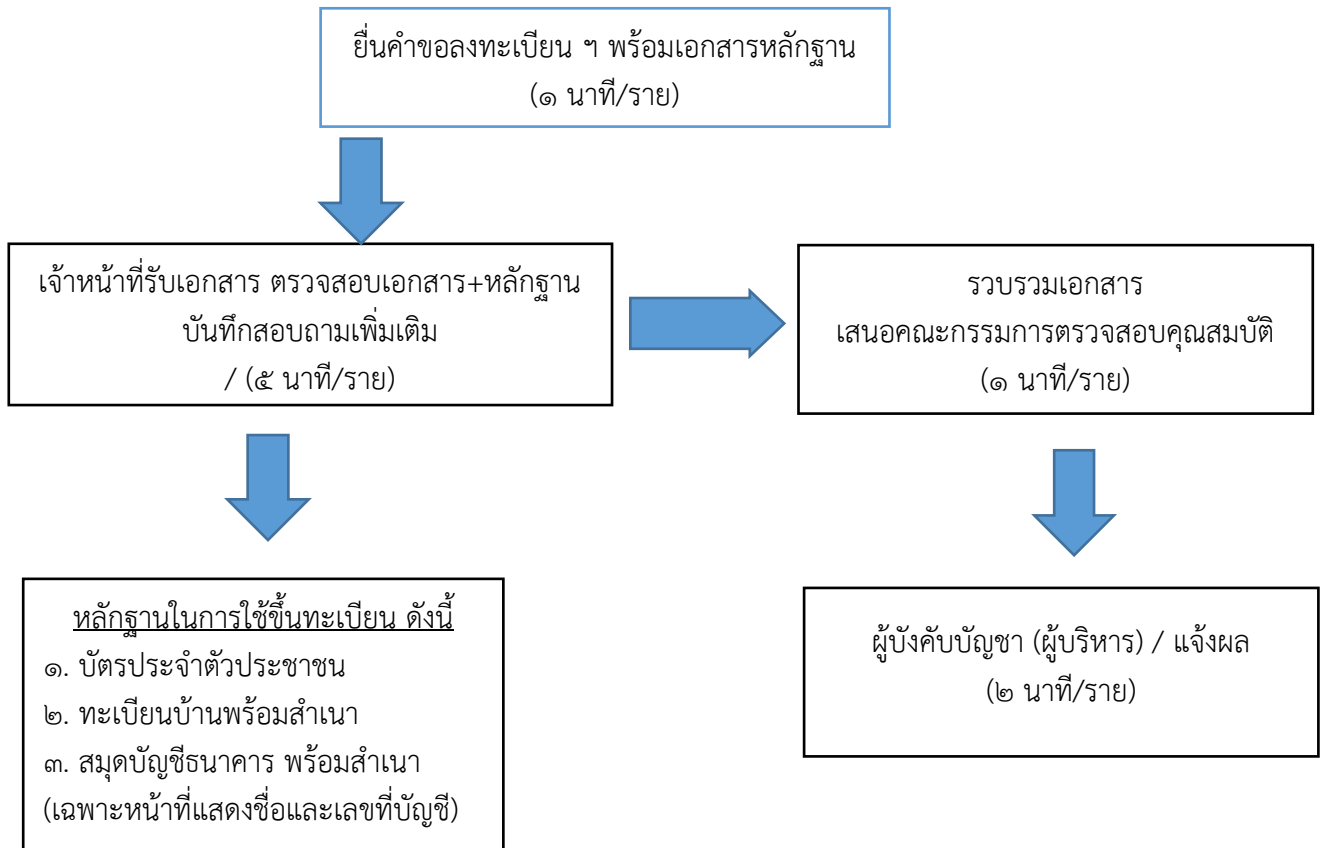 ยื่นคำขอลงทะเบียน ฯ พร้อมเอกสารหลักฐาน
(๑ นาที/ราย)
เจ้าหน้าที่รับเอกสาร ตรวจสอบเอกสาร+หลักฐาน
บันทึกสอบถามเพิ่มเติม
/ (๕ นาที/ราย)
รวบรวมเอกสาร
เสนอคณะกรรมการตรวจสอบคุณสมบัติ
(๑ นาที/ราย)
หลักฐานในการใช้ขึ้นทะเบียน ดังนี้
๑. บัตรประจำตัวประชาชน
๒. ทะเบียนบ้านพร้อมสำเนา
๓. สมุดบัญชีธนาคาร พร้อมสำเนา
(เฉพาะหน้าที่แสดงชื่อและเลขที่บัญชี)
ผู้บังคับบัญชา (ผู้บริหาร) / แจ้งผล
(๒ นาที/ราย)